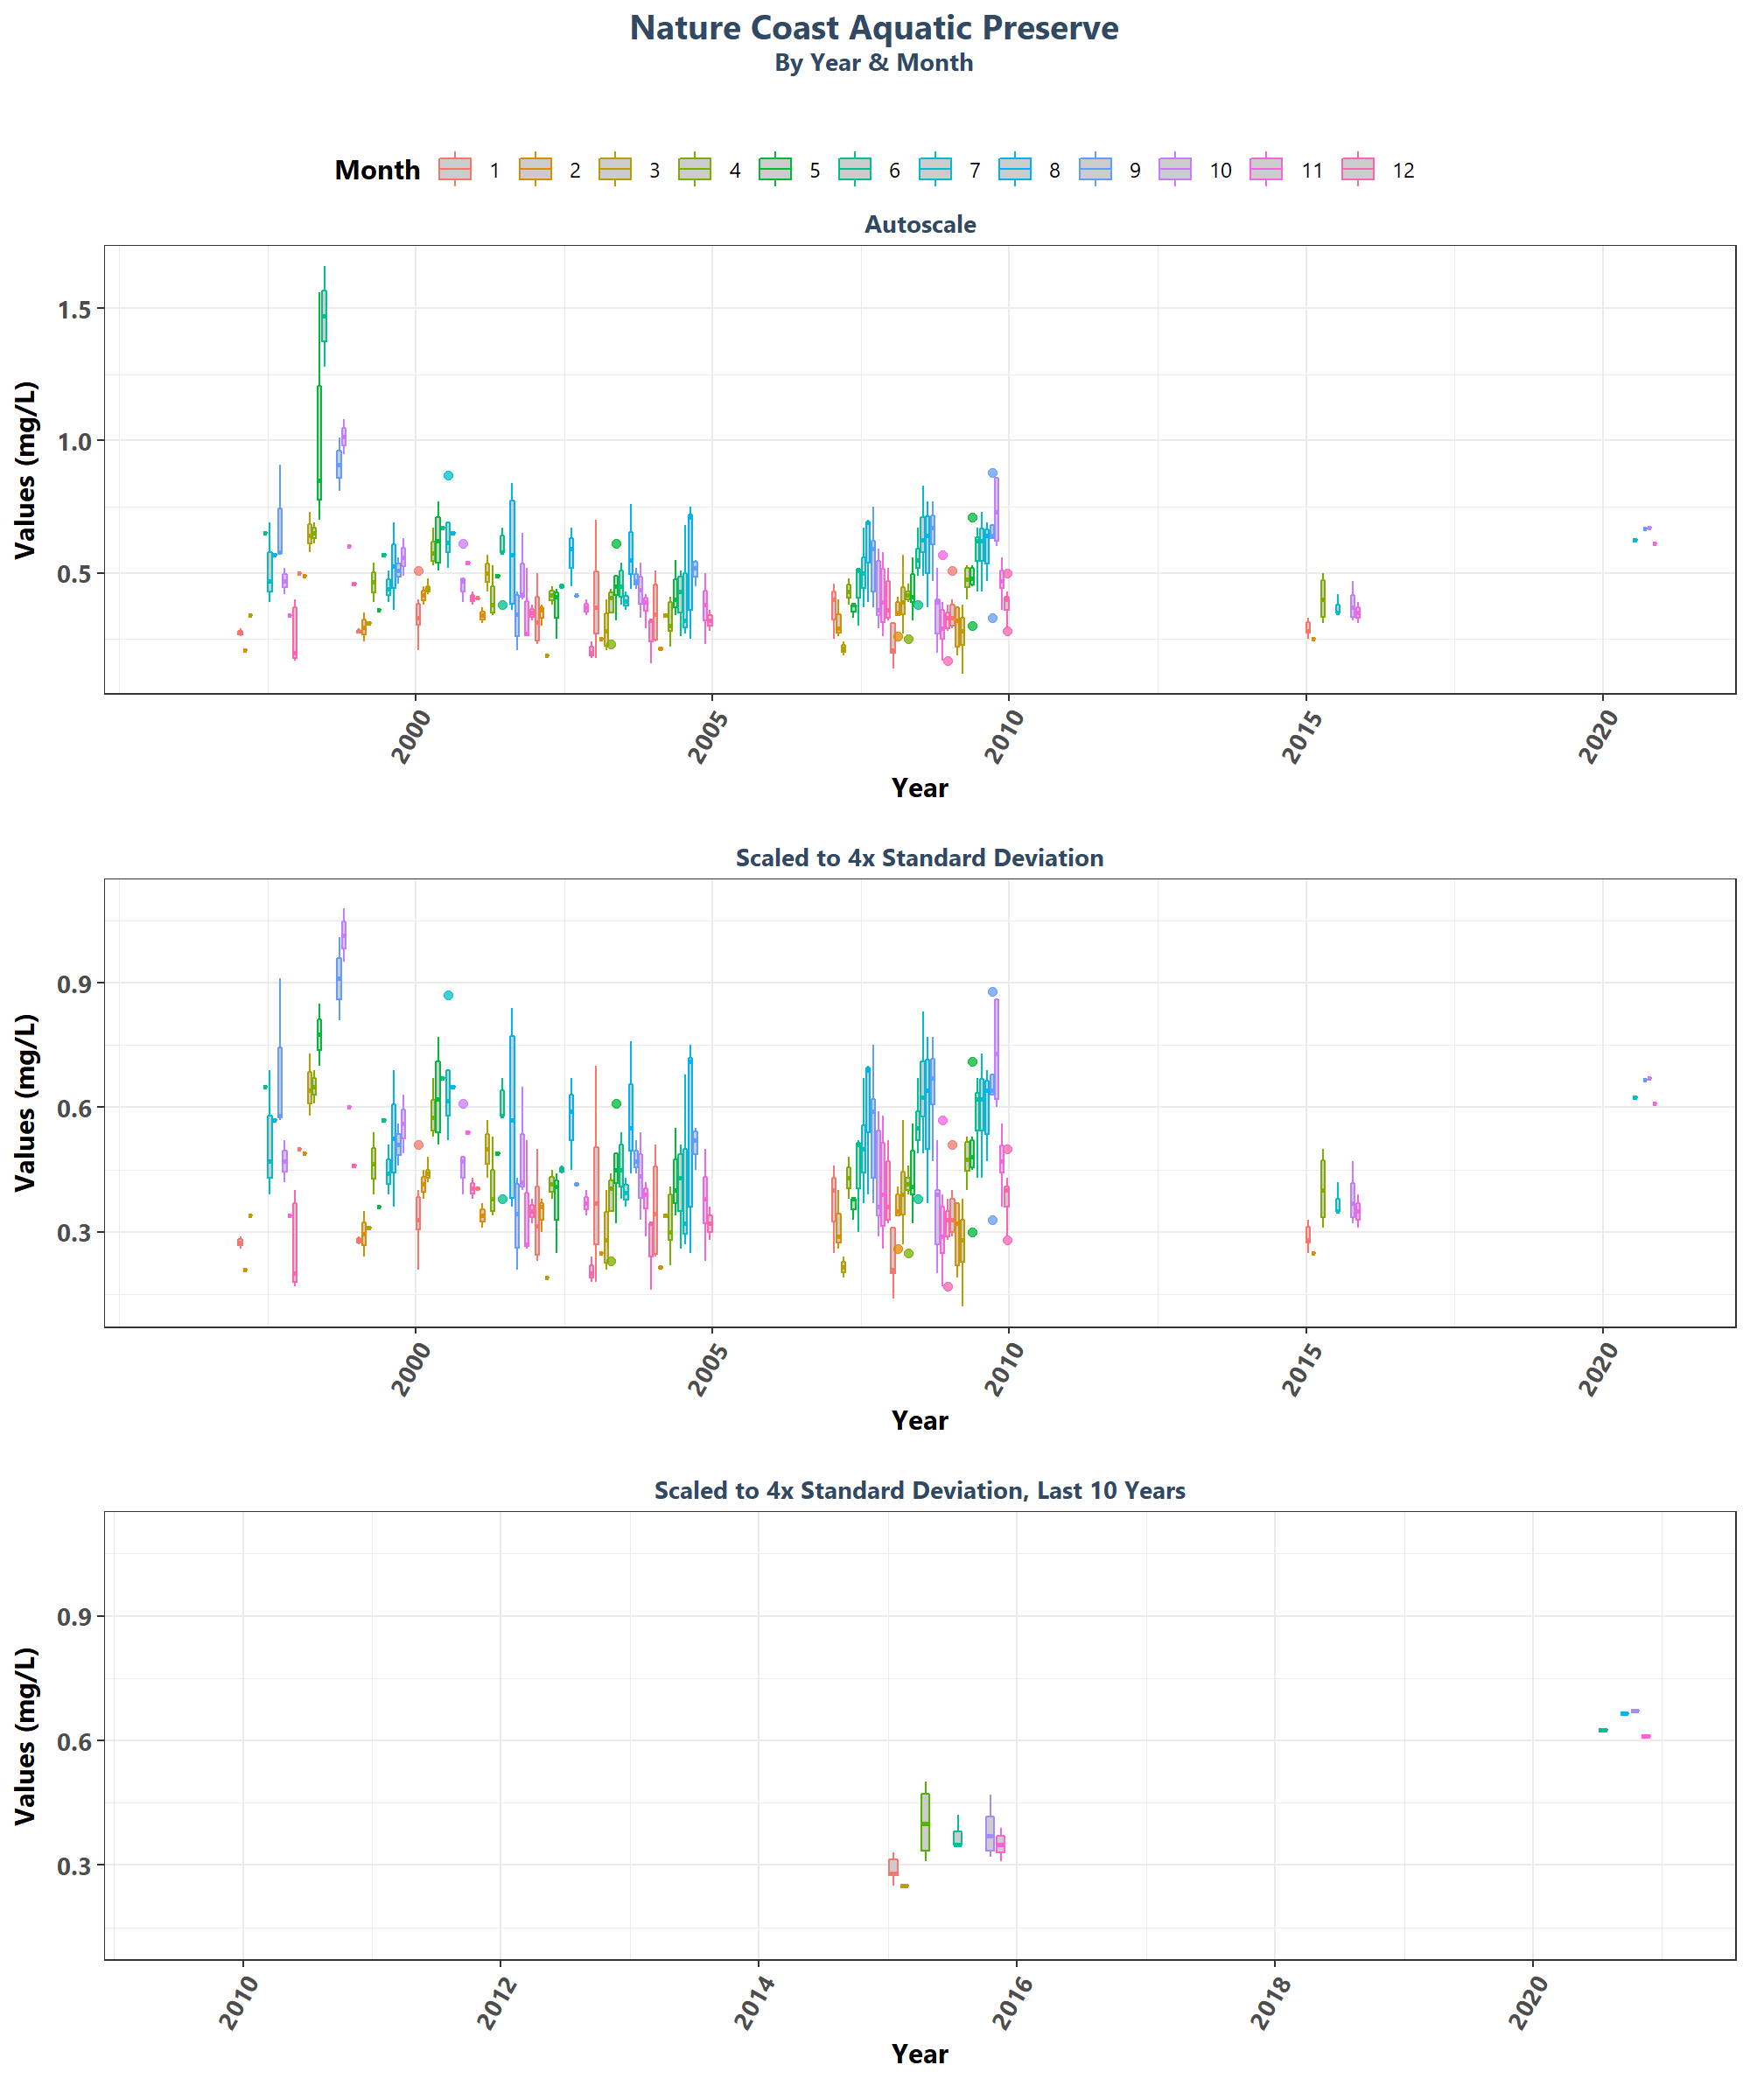 Nature Coast Aquatic Preserve
By Year & Month
Month 1 2 3 4 5 6 7 8 9 10 11 12
Autoscale
Values (mg/L)
1.5
1.0
0.5
2000 2005 2010 2015 2020
Year
Scaled to 4x Standard Deviation
Values (mg/L)
0.9
0.6
0.3
2000 2005 2010 2015 2020
Year
Scaled to 4x Standard Deviation, Last 10 Years
Values (mg/L)
0.9
0.6
0.3
2010 2012 2014 2016 2018 2020
Year